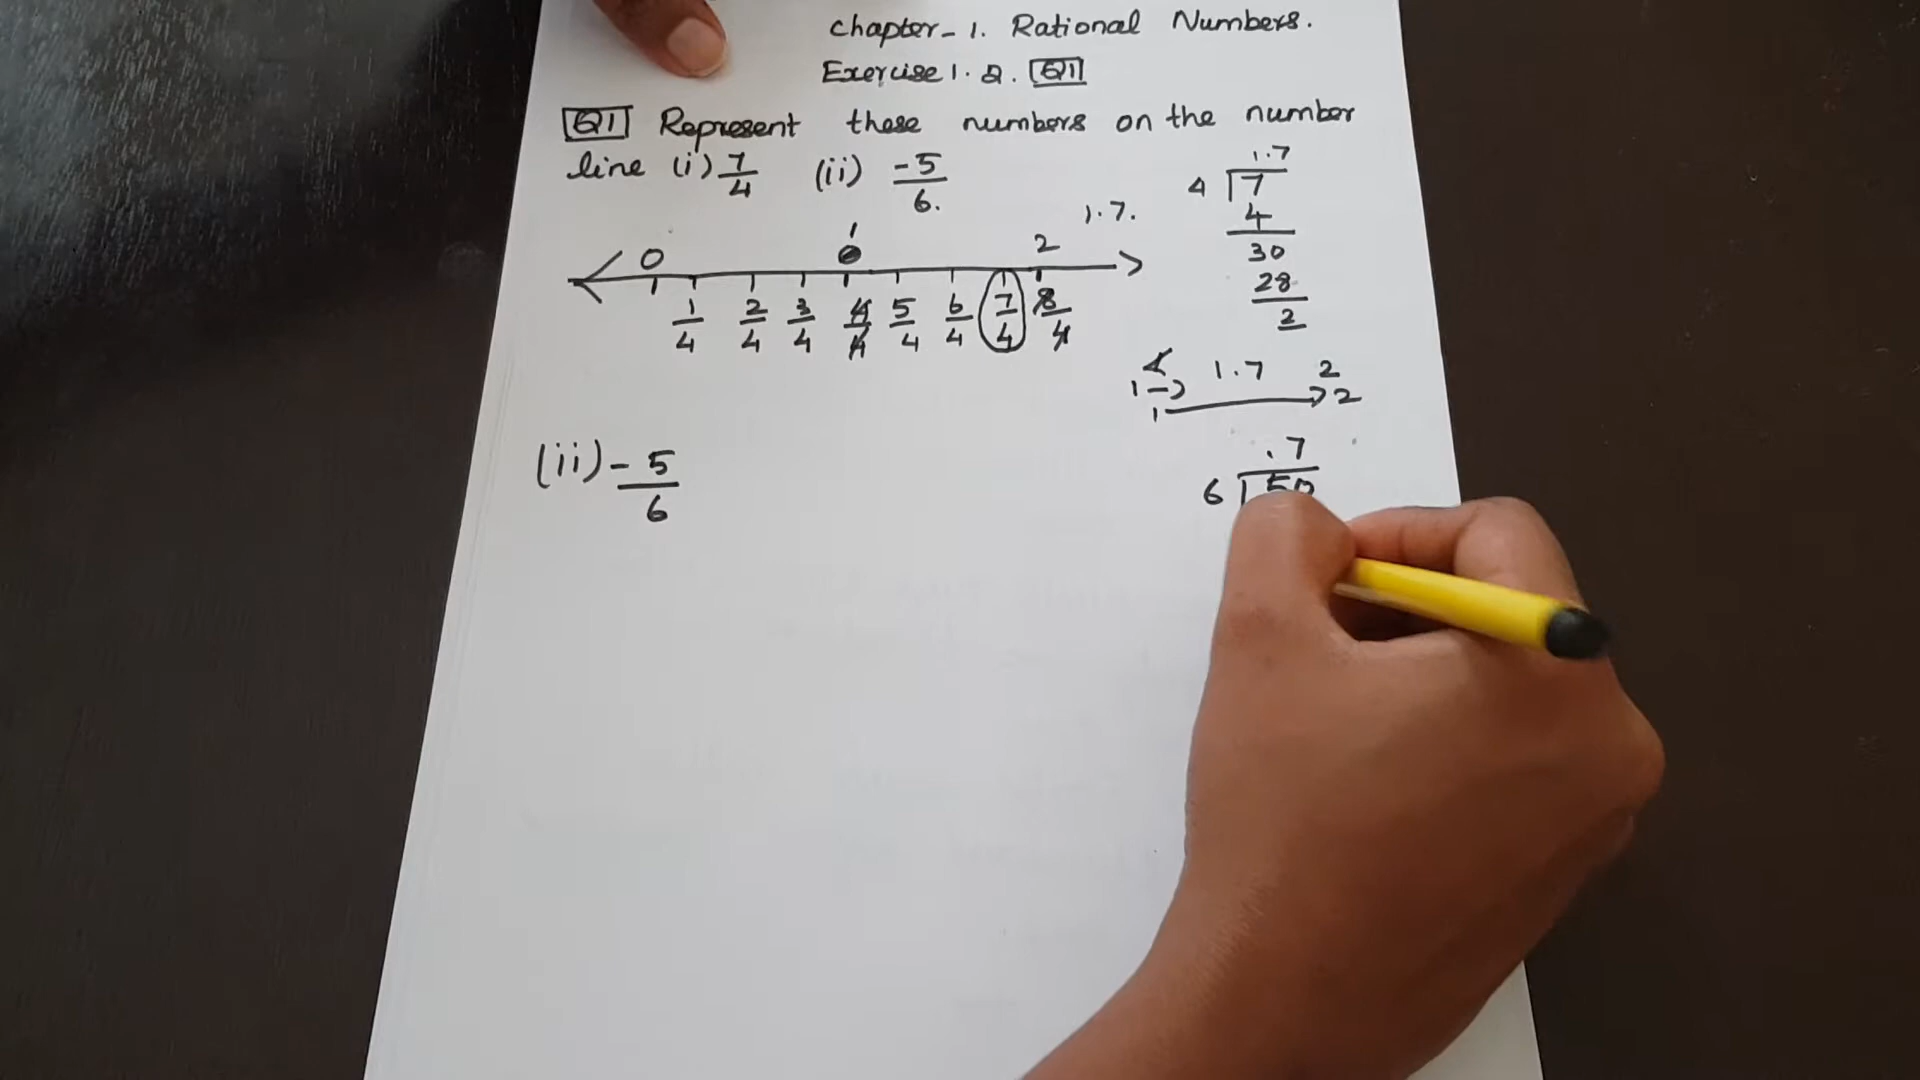 Chapter-1. Rational Numbers.
Exercise 1.2. Q1
Q1 Represent these numbers on the number
line (i) 7/4 (ii) -5/6.
1.7
4 7
4
30
28
2
1.7.
0 1 2
1/4 2/4 3/4 4/4 5/4 6/4 7/4 8/4
1.7 2
1 → 2
1
(ii) -5/6
.7
6 50